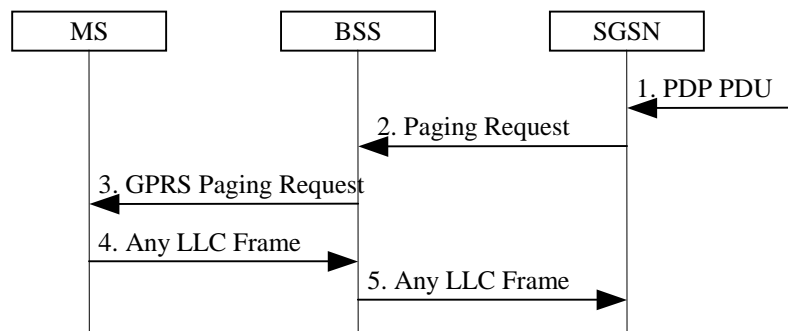 MS
BSS
SGSN
1. PDP PDU
2. Paging Request
3. GPRS Paging Request
4. Any LLC Frame
5. Any LLC Frame